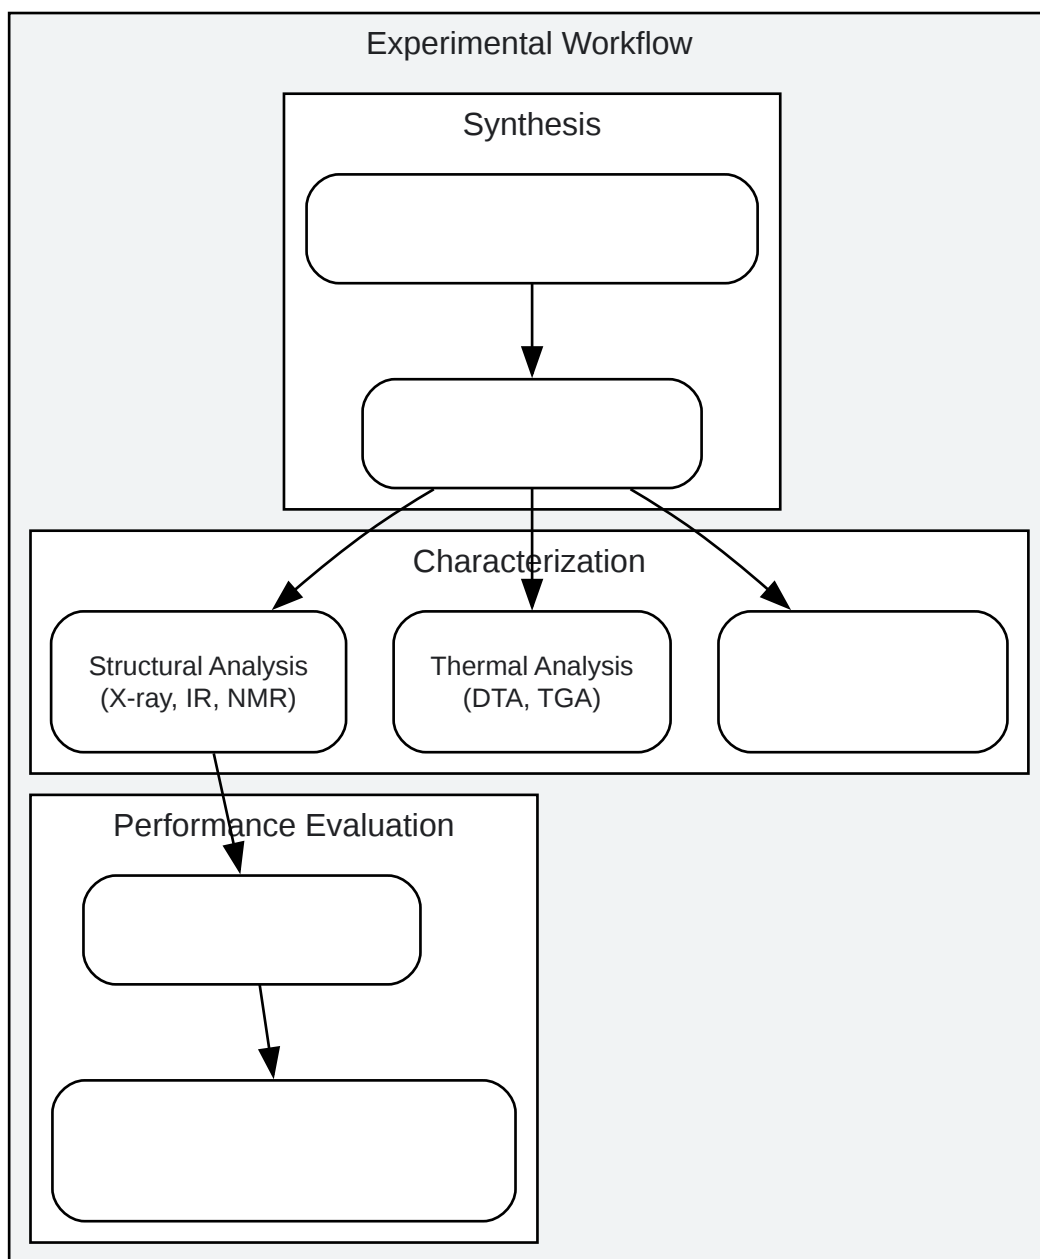 Experimental Workflow
Synthesis
Characterization
Structural Analysis
(X-ray, IR, NMR)
Thermal Analysis
(DTA, TGA)
Performance Evaluation